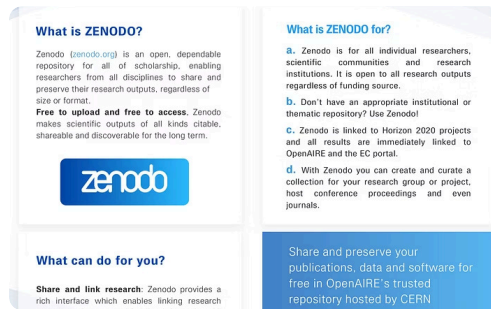 What is ZENODO?
Zenodo (zenodo.org) is an open, dependable
repository for all of scholarship, enabling
researchers from all disciplines to share and
preserve their research outputs, regardless of
size or format.
Free to upload and free to access. Zenodo
makes scientific outputs of all kinds citable,
shareable and discoverable for the long term.
zenodo
What is ZENODO for?
a. Zenodo is for all individual researchers,
scientific communities and research
institutions. It is open to all research outputs
regardless of funding source.
b. Don't have an appropriate institutional or
thematic repository? Use Zenodo!
c. Zenodo is linked to Horizon 2020 projects
and all results are immediately linked to
OpenAIRE and the EC portal.
d. With Zenodo you can create and curate a
collection for your research group or project,
host conference proceedings and even
journals.
What can do for you?
Share and link research: Zenodo provides a
rich interface which enables linking research
Share and preserve your
publications, data and software for
free in OpenAIRE's trusted
repository hosted by CERN